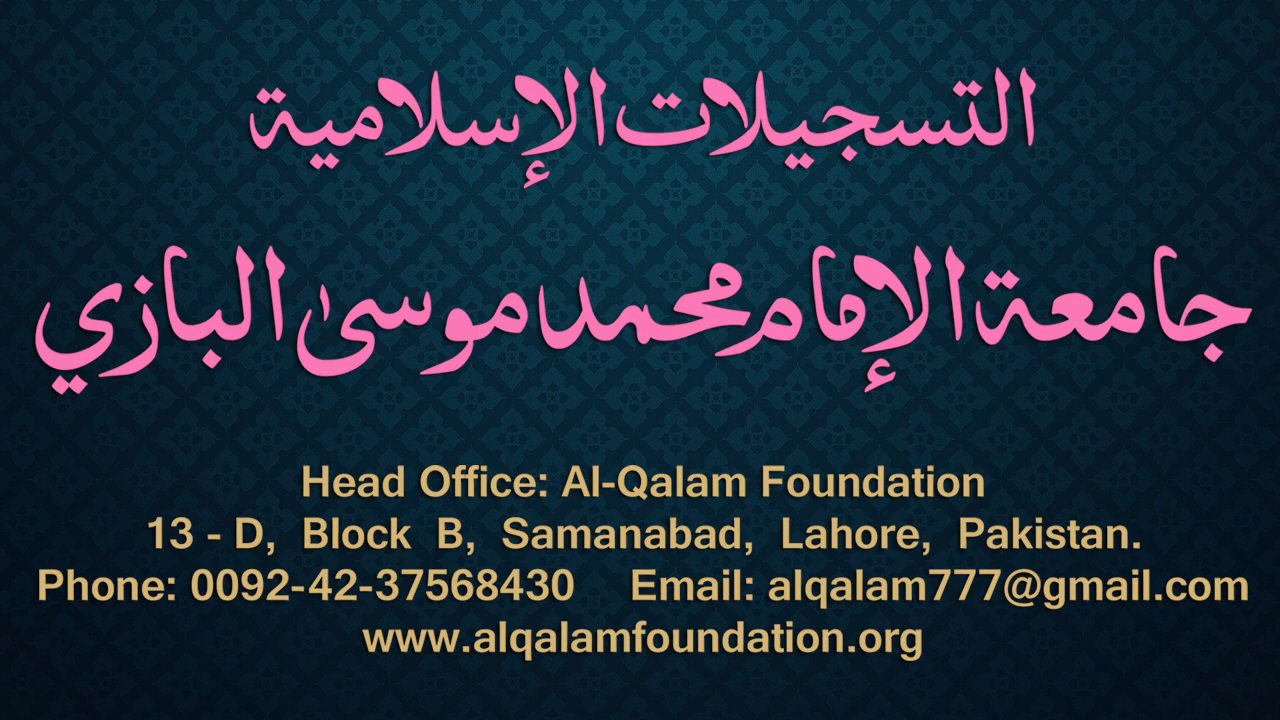 التسجيلات الإسلامية
جامعة الإمام محمد موسىٰ البازي
Head Office: Al-Qalam Foundation
13 - D, Block B, Samanabad, Lahore, Pakistan.
Phone: 0092-42-37568430 Email: alqalam777@gmail.com
www.alqalamfoundation.org